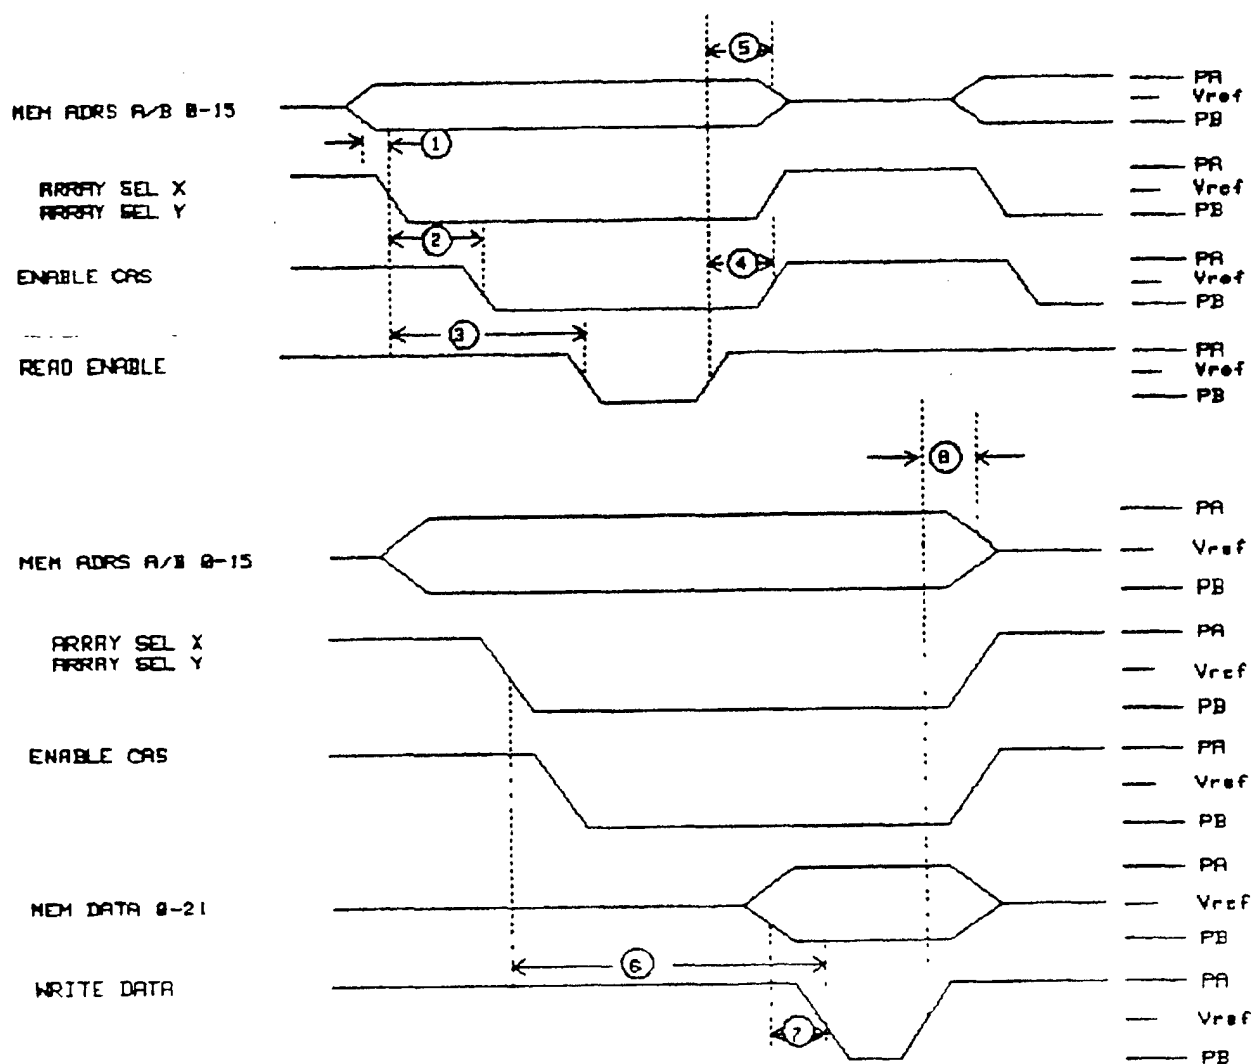 5
MEM ADRS A/B 0-15
PA
Vref
PB
1
ARRAY SEL X
ARRAY SEL Y
PA
Vref
PB
2
ENABLE CAS
4
PA
Vref
PB
3
READ ENABLE
PA
Vref
PB
8
MEM ADRS A/B 0-15
PA
Vref
PB
ARRAY SEL X
ARRAY SEL Y
PA
Vref
PB
ENABLE CAS
PA
Vref
PB
MEM DATA 0-21
PA
Vref
PB
6
WRITE DATA
PA
Vref
PB
7